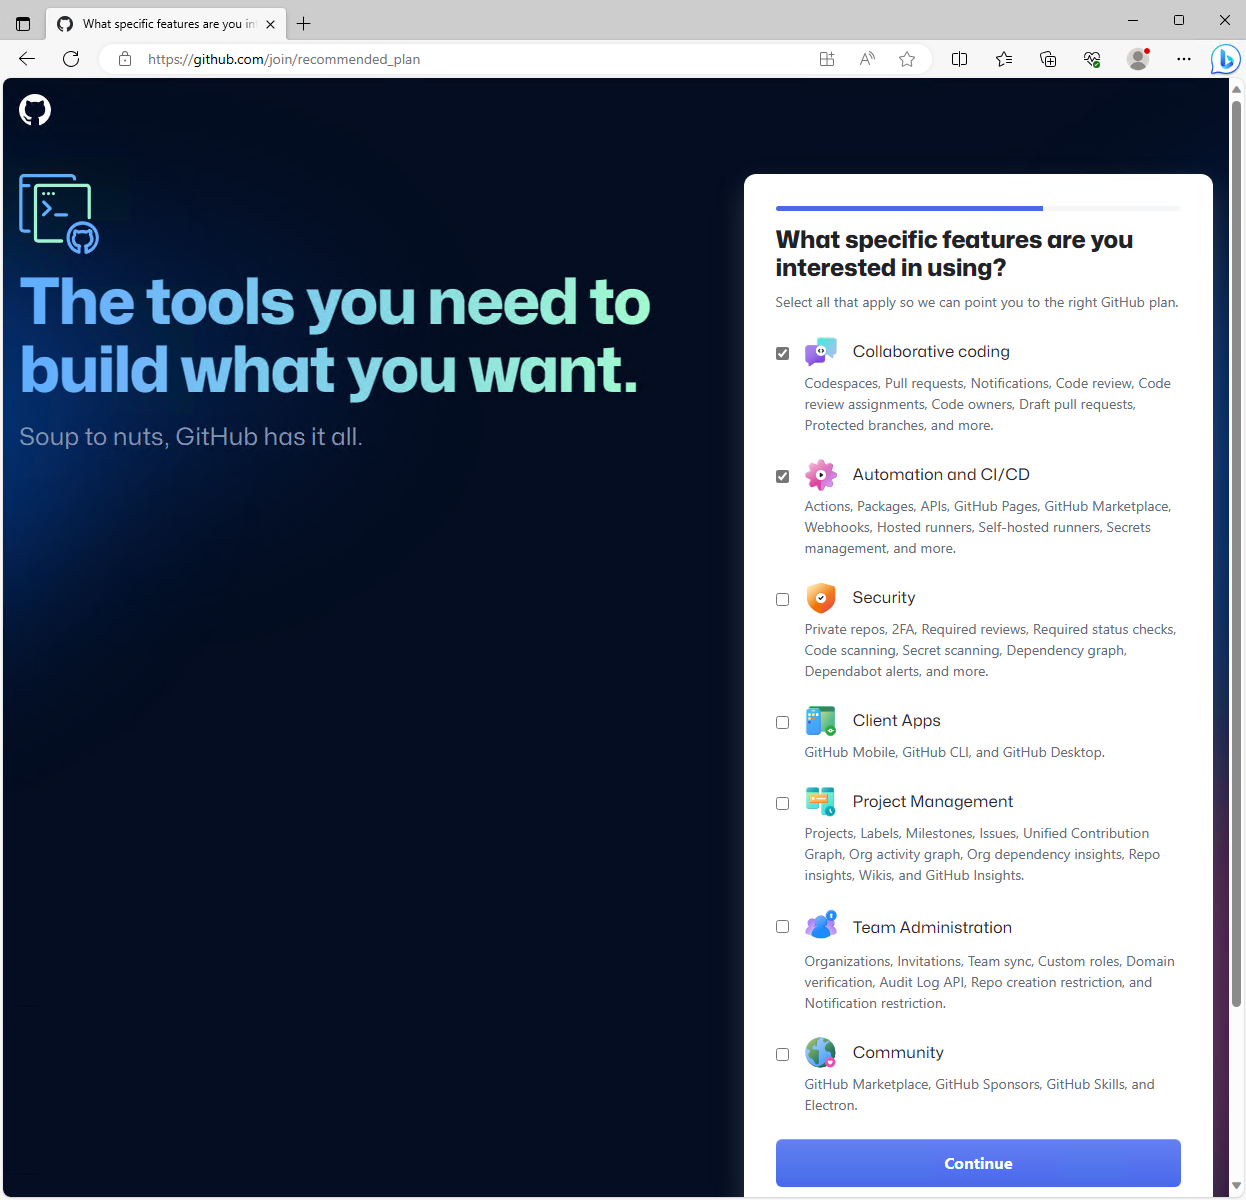 What specific features are you in
https://github.com/join/recommended_plan
The tools you need to
build what you want.
Soup to nuts, GitHub has it all.
What specific features are you
interested in using?
Select all that apply so we can point you to the right GitHub plan.
Collaborative coding
Codespaces, Pull requests, Notifications, Code review, Code
review assignments, Code owners, Draft pull requests,
Protected branches, and more.
Automation and CI/CD
Actions, Packages, APIs, GitHub Pages, GitHub Marketplace,
Webhooks, Hosted runners, Self-hosted runners, Secrets
management, and more.
Security
Private repos, 2FA, Required reviews, Required status checks,
Code scanning, Secret scanning, Dependency graph,
Dependabot alerts, and more.
Client Apps
GitHub Mobile, GitHub CLI, and GitHub Desktop.
Project Management
Projects, Labels, Milestones, Issues, Unified Contribution
Graph, Org activity graph, Org dependency insights, Repo
insights, Wikis, and GitHub Insights.
Team Administration
Organizations, Invitations, Team sync, Custom roles, Domain
verification, Audit Log API, Repo creation restriction, and
Notification restriction.
Community
GitHub Marketplace, GitHub Sponsors, GitHub Skills, and
Electron.
Continue